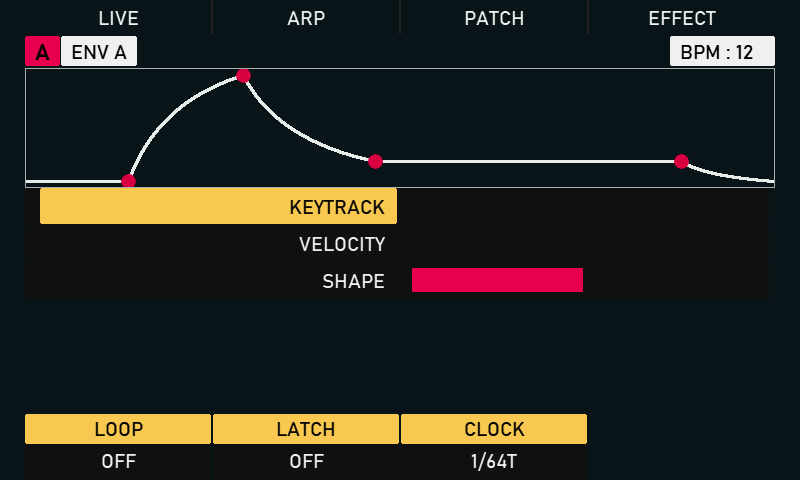 LIVE ARP PATCH EFFECT
A ENV A BPM : 12
KEYTRACK
VELOCITY
SHAPE
LOOP LATCH CLOCK
OFF OFF 1/64T